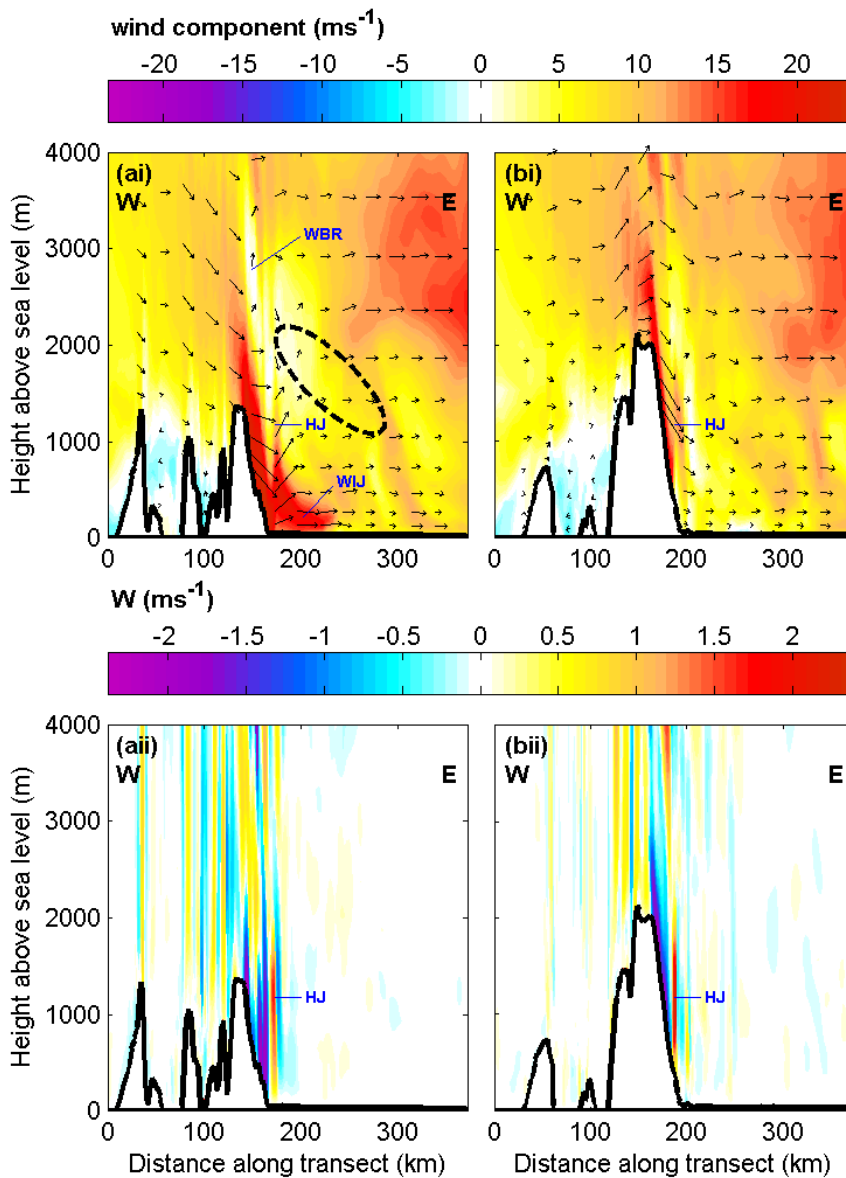 wind component (ms⁻¹)
-20 -15 -10 -5 0 5 10 15 20
4000
3000
2000
1000
0
Height above sea level (m)
(ai)
W E
WBR
HJ
WIJ
0 100 200 300
(bi)
W E
HJ
0 100 200 300
W (ms⁻¹)
-2 -1.5 -1 -0.5 0 0.5 1 1.5 2
4000
3000
2000
1000
0
Height above sea level (m)
(aii)
W E
HJ
0 100 200 300
Distance along transect (km)
(bii)
W E
HJ
0 100 200 300
Distance along transect (km)